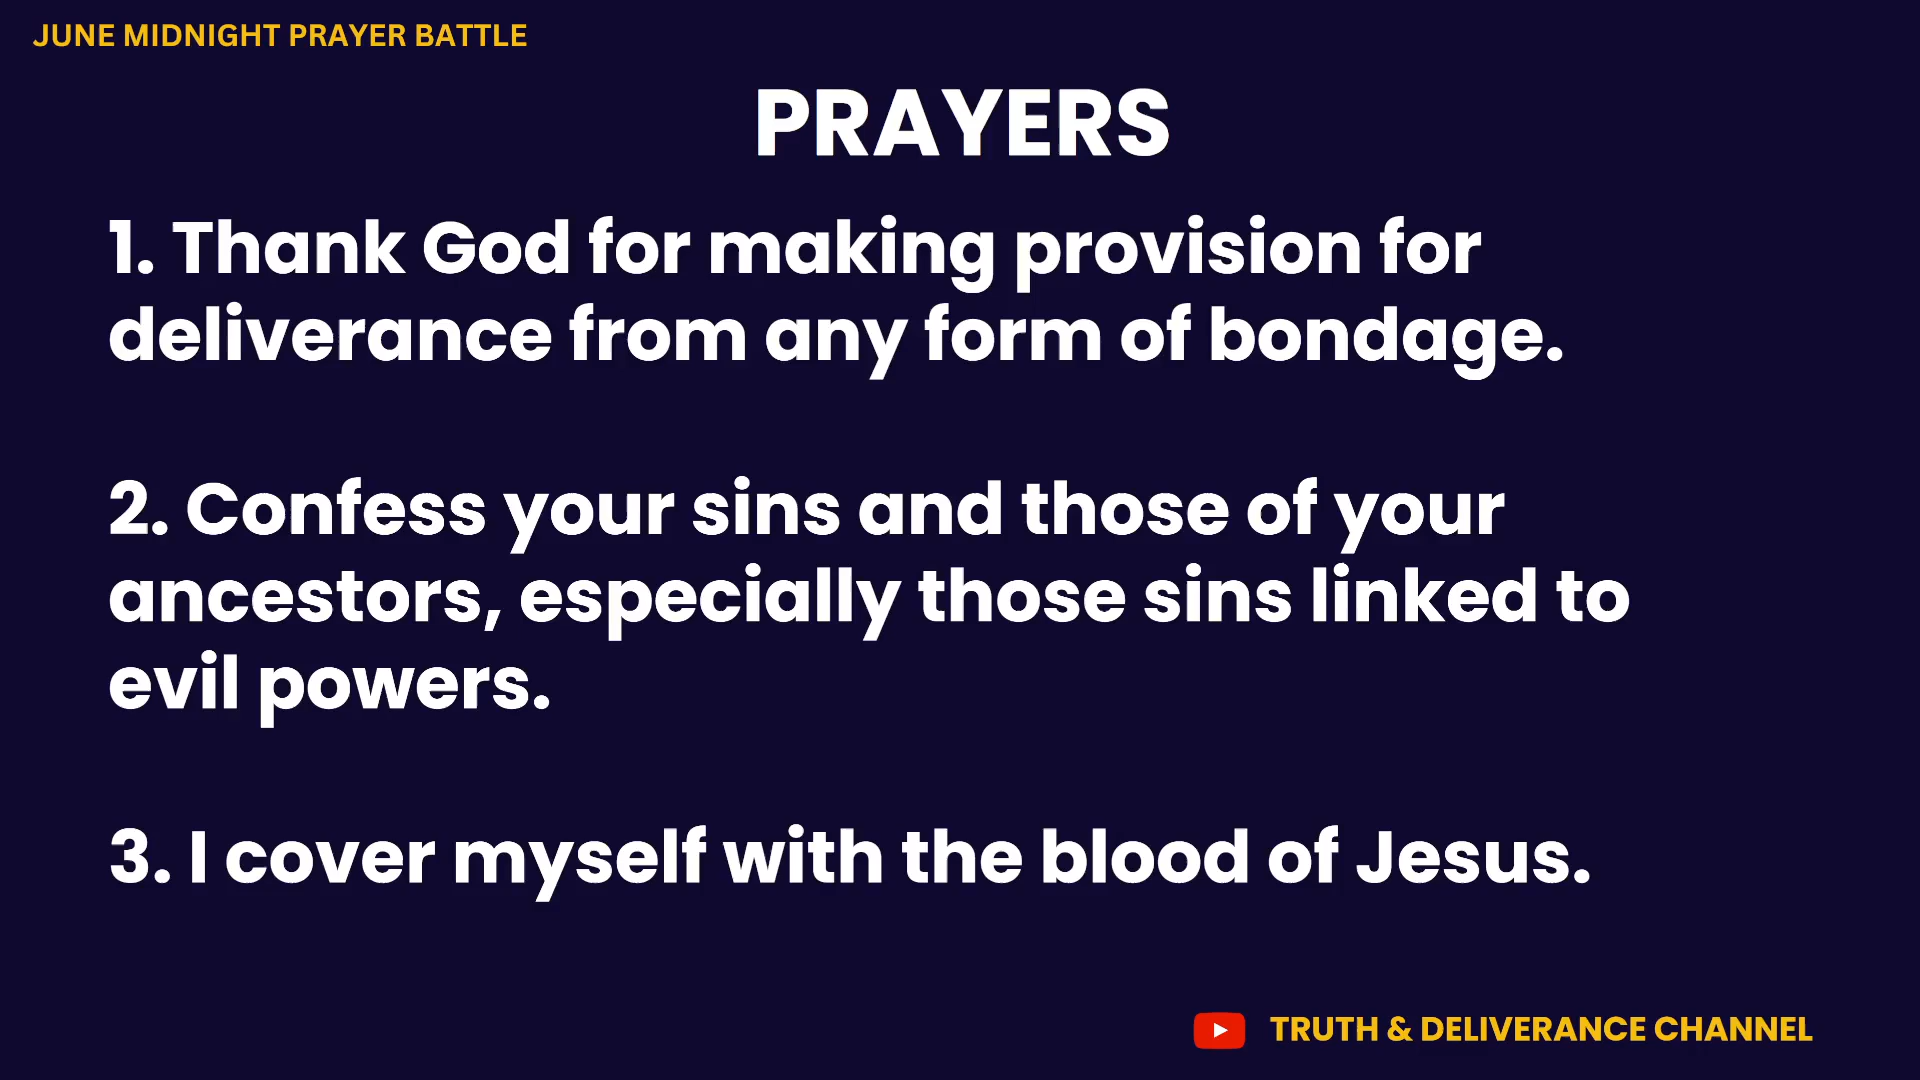 JUNE MIDNIGHT PRAYER BATTLE
PRAYERS
1. Thank God for making provision for
deliverance from any form of bondage.
2. Confess your sins and those of your
ancestors, especially those sins linked to
evil powers.
3. I cover myself with the blood of Jesus.
TRUTH & DELIVERANCE CHANNEL